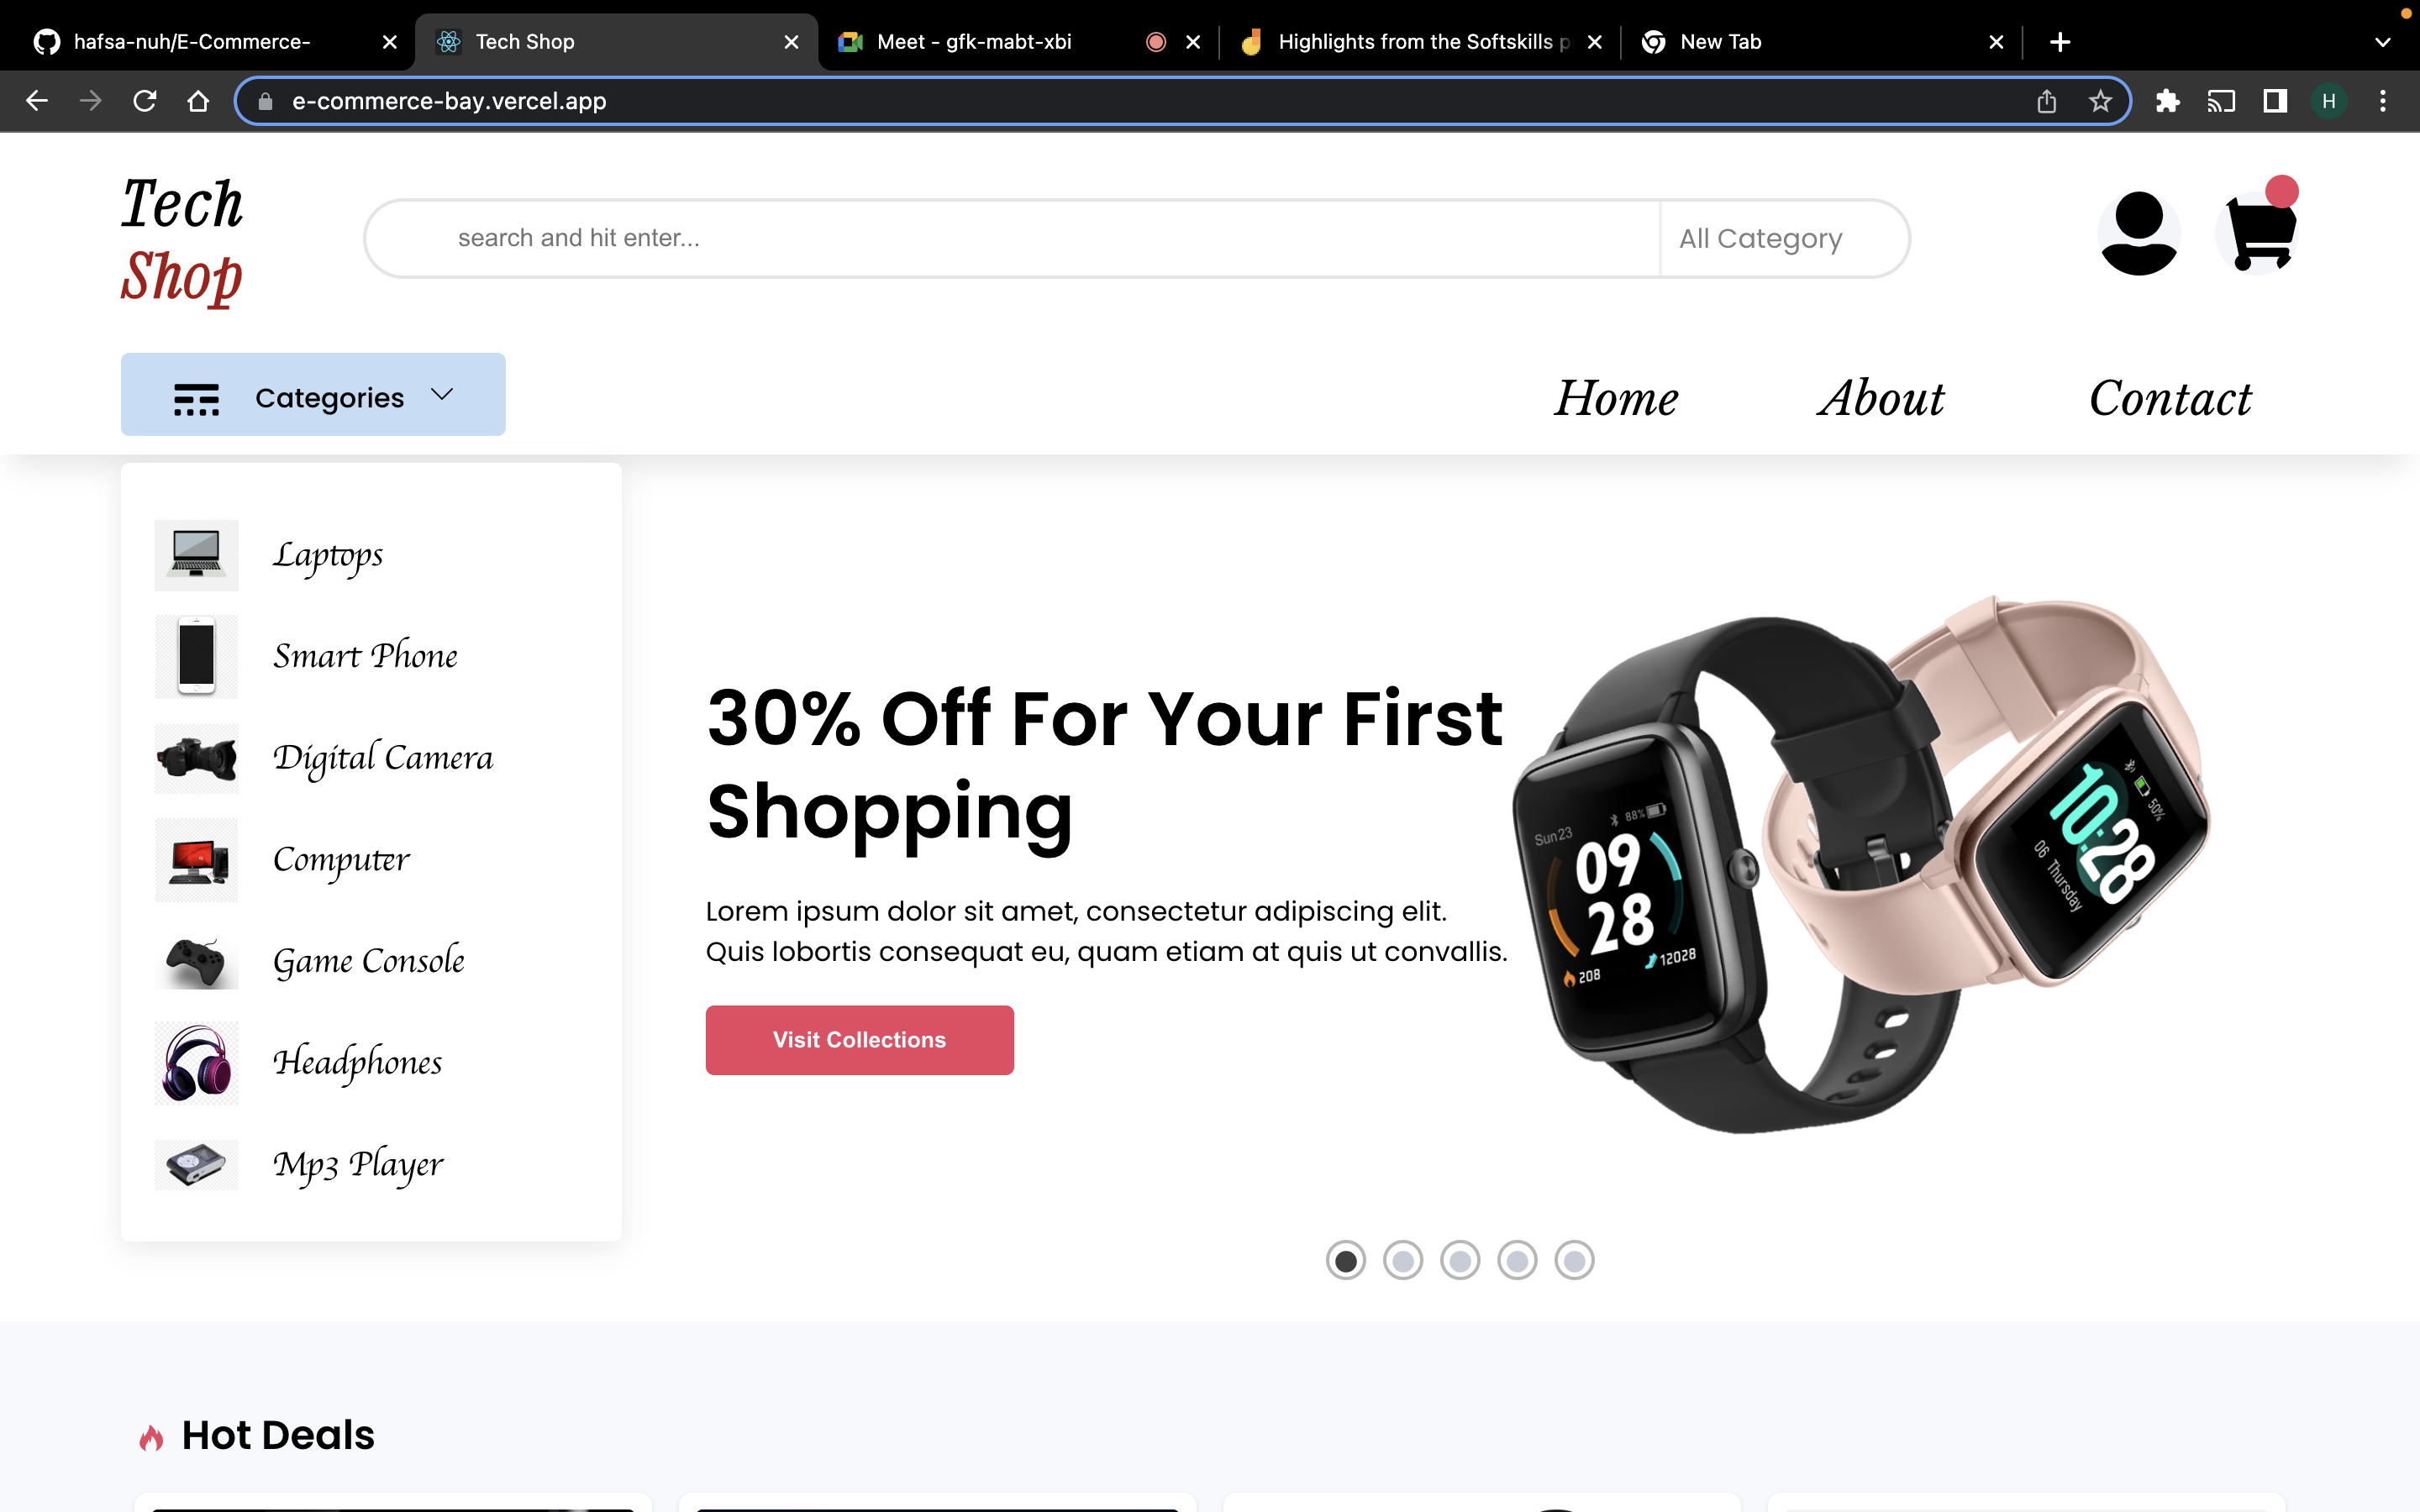 hafsa-nuh/E-Commerce-
Tech Shop
Meet - gfk-mabt-xbi
Highlights from the Softskills
New Tab
e-commerce-bay.vercel.app
H
Tech
Shop
search and hit enter...
All Category
Categories
Home
About
Contact
Laptops
Smart Phone
Digital Camera
Computer
Game Console
Headphones
Mp3 Player
30% Off For Your First
Shopping
Lorem ipsum dolor sit amet, consectetur adipiscing elit.
Quis lobortis consequat eu, quam etiam at quis ut convallis.
Visit Collections
Sun23
88%
09
28
208
12028
50%
10:28
06 Thursday
Hot Deals